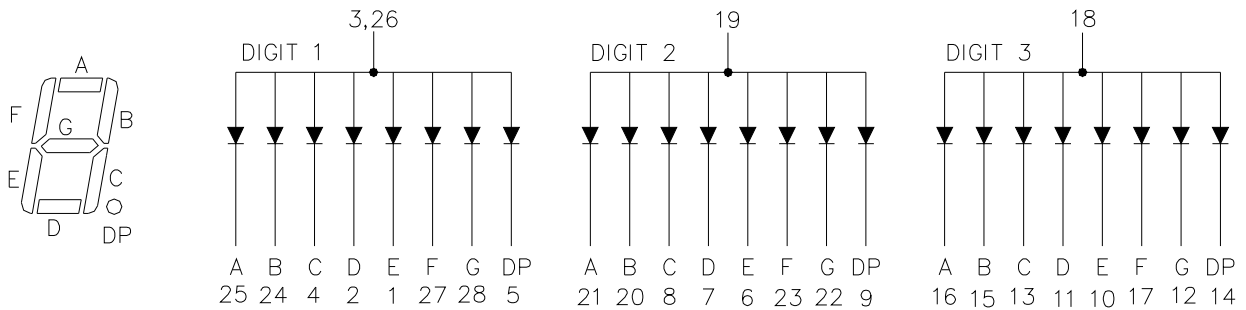 A
F
G
B
E
C
D
DP
3,26
DIGIT 1
A B C D E F G DP
25 24 4 2 1 27 28 5
19
DIGIT 2
A B C D E F G DP
21 20 8 7 6 23 22 9
18
DIGIT 3
A B C D E F G DP
16 15 13 11 10 17 12 14